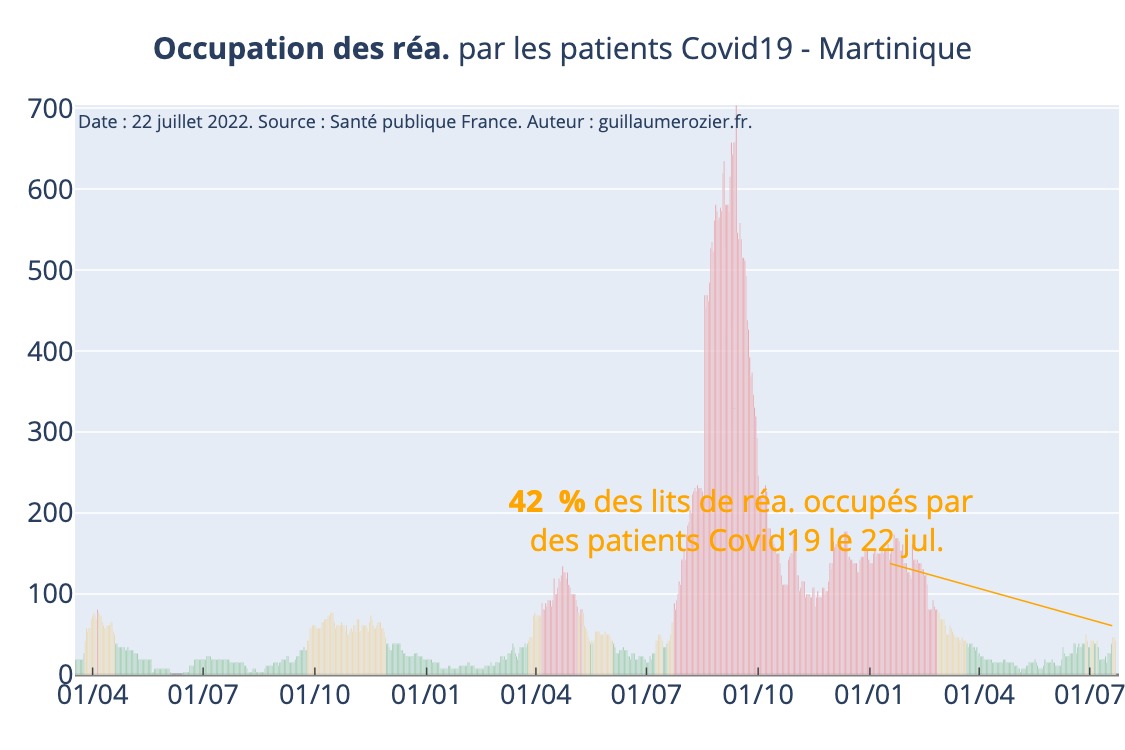 Occupation des réa. par les patients Covid19 - Martinique
700
Date : 22 juillet 2022. Source : Santé publique France. Auteur : guillaumerozier.fr.
600
500
400
300
200
42 % des lits de réa. occupés par
des patients Covid19 le 22 jul.
100
0
01/04 01/07 01/10 01/01 01/04 01/07 01/10 01/01 01/04 01/07